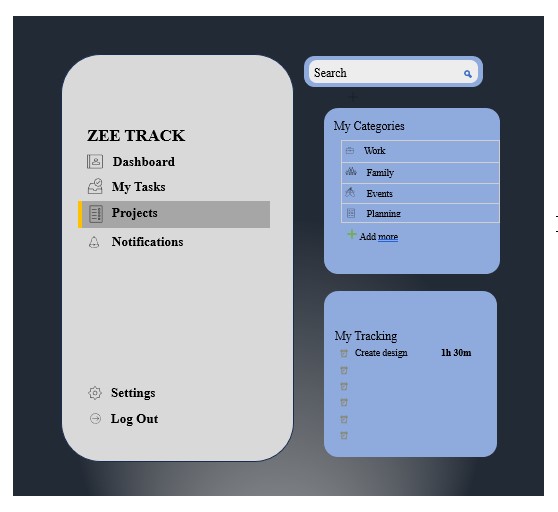 ZEE TRACK
Dashboard
My Tasks
Projects
Notifications
Settings
Log Out
Search
My Categories
Work
Family
Events
Planning
Add more
My Tracking
Create design 1h 30m